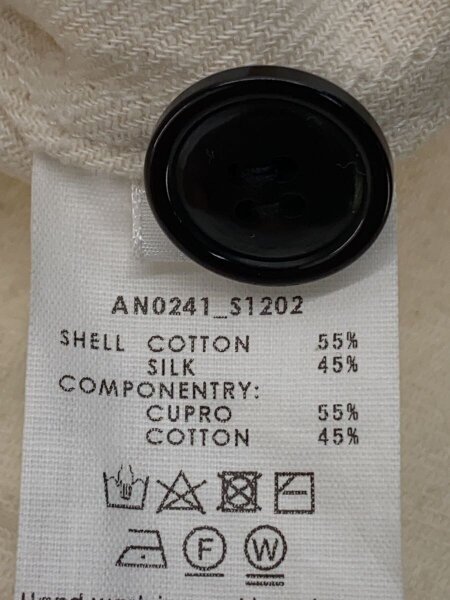 AN0241_S1202
SHELL COTTON 55%
SILK 45%
COMPONENTRY:
CUPRO 55%
COTTON 45%
F W